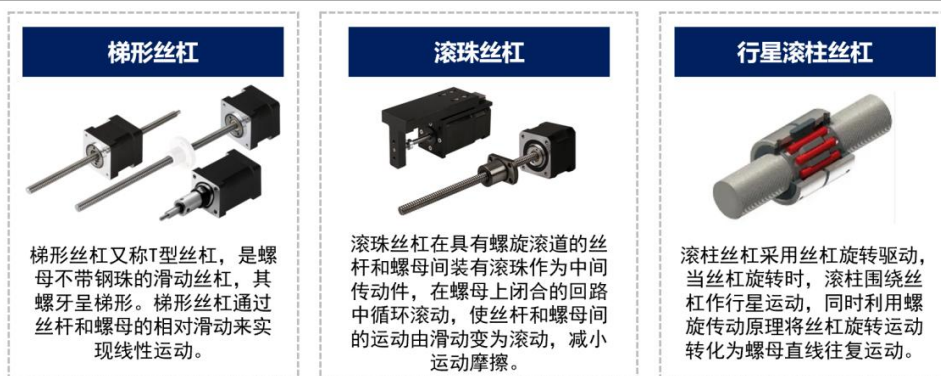 梯形丝杠
梯形丝杠又称T型丝杠，是螺
母不带钢珠的滑动丝杠，其
螺牙呈梯形。梯形丝杠通过
丝杆和螺母的相对滑动来实
现线性运动。
滚珠丝杠
滚珠丝杠在具有螺旋滚道的丝
杆和螺母间装有滚珠作为中间
传动件，在螺母上闭合的回路
中循环滚动，使丝杆和螺母间
的运动由滑动变为滚动，减小
运动摩擦。
行星滚柱丝杠
滚柱丝杠采用丝杠旋转驱动，
当丝杠旋转时，滚柱围绕丝
杠作行星运动，同时利用螺
旋传动原理将丝杠旋转运动
转化为螺母直线往复运动。